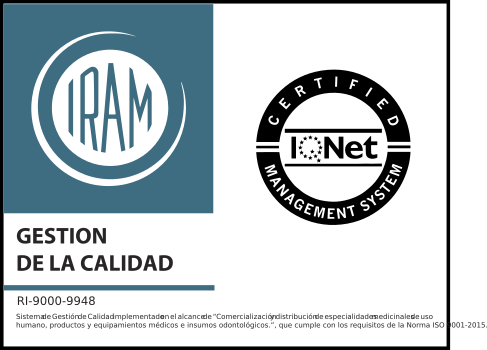 IRAM
CERTIFIED
IQNet
MANAGEMENT SYSTEM
GESTION
DE LA CALIDAD
RI-9000-9948
Sistema de Gestión de Calidad implementado en el alcance de “Comercialización y distribución de especialidades medicinales de uso
humano, productos y equipamientos médicos e insumos odontológicos.”, que cumple con los requisitos de la Norma ISO 9001-2015.